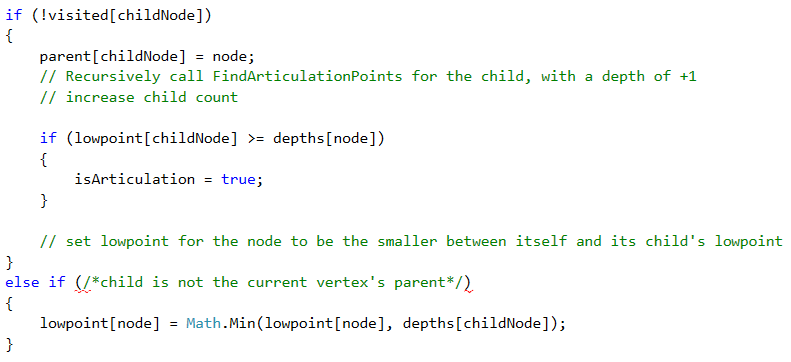 if (!visited[childNode])
{
    parent[childNode] = node;
    // Recursively call FindArticulationPoints for the child, with a depth of +1
    // increase child count

    if (lowpoint[childNode] >= depths[node])
    {
        isArticulation = true;
    }

    // set lowpoint for the node to be the smaller between itself and its child's lowpoint
}
else if (/*child is not the current vertex's parent*/)
{
    lowpoint[node] = Math.Min(lowpoint[node], depths[childNode]);
}